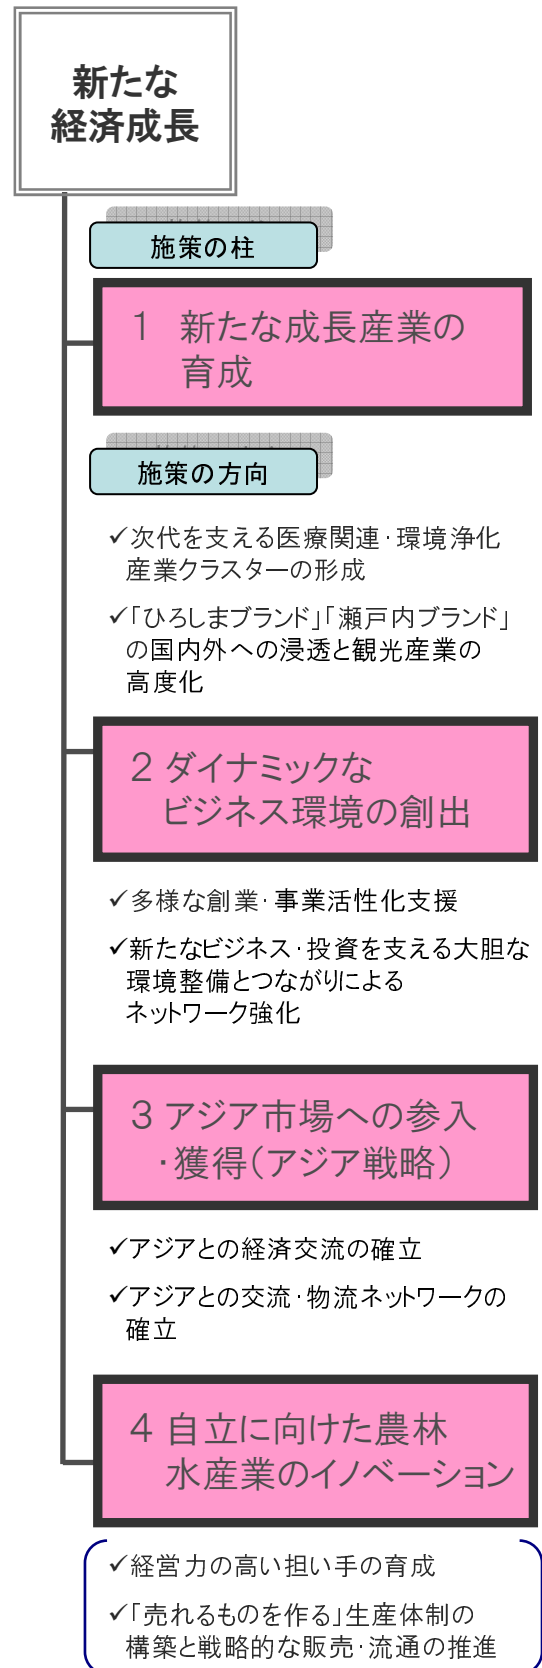 新たな
経済成長
施策の柱
1 新たな成長産業の
育成
施策の方向
✓次代を支える医療関連・環境浄化
産業クラスターの形成
✓「ひろしまブランド」「瀬戸内ブランド」
の国内外への浸透と観光産業の
高度化
2 ダイナミックな
ビジネス環境の創出
✓多様な創業・事業活性化支援
✓新たなビジネス・投資を支える大胆な
環境整備とつながりによる
ネットワーク強化
3 アジア市場への参入
・獲得(アジア戦略)
✓アジアとの経済交流の確立
✓アジアとの交流・物流ネットワークの
確立
4 自立に向けた農林
水産業のイノベーション
✓経営力の高い担い手の育成
✓「売れるものを作る」生産体制の
構築と戦略的な販売・流通の推進